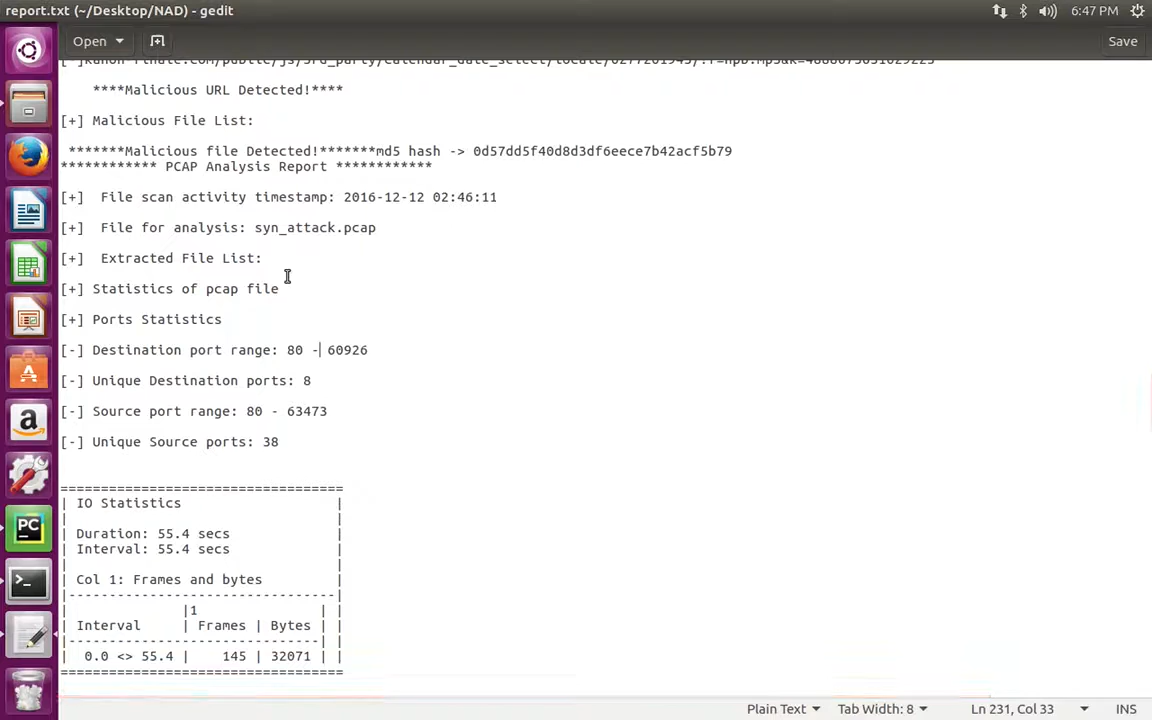 report.txt (~/Desktop/NAD) - gedit
6:47 PM
Open
Save
****Malicious URL Detected!****
[+] Malicious File List:
*******Malicious file Detected!*******md5 hash -> 0d57dd5f40d8d3df6eece7b42acf5b79
************ PCAP Analysis Report ************
[+]  File scan activity timestamp: 2016-12-12 02:46:11
[+]  File for analysis: syn_attack.pcap
[+]  Extracted File List:
[+] Statistics of pcap file
[+] Ports Statistics
[-] Destination port range: 80 - 60926
[-] Unique Destination ports: 8
[-] Source port range: 80 - 63473
[-] Unique Source ports: 38
===================================
| IO Statistics                   |
|                                 |
| Duration: 55.4 secs             |
| Interval: 55.4 secs             |
|                                 |
| Col 1: Frames and bytes         |
|---------------------------------|
|              |1               | |
| Interval     | Frames | Bytes | |
|-------------------------------| |
|  0.0 <> 55.4 |    145 | 32071 | |
===================================
Plain Text
Tab Width: 8
Ln 231, Col 33
INS